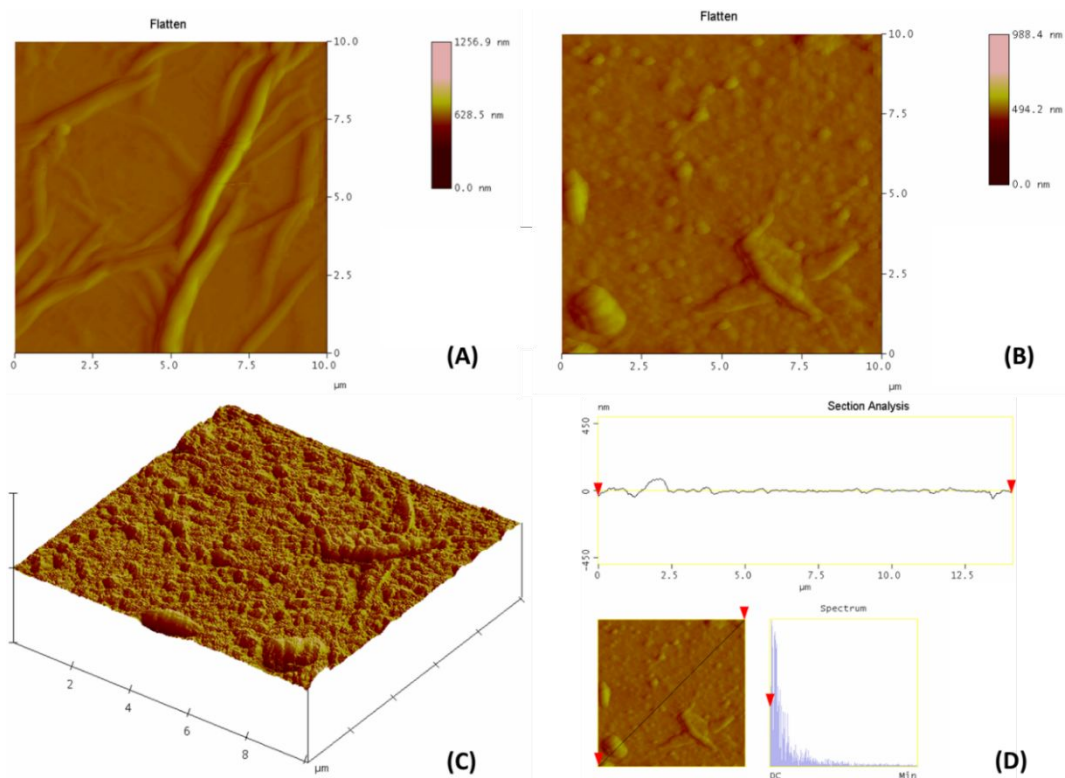 Flatten
10.0
7.5
5.0
2.5
0
0 2.5 5.0 7.5 10.0
µm
1256.9 nm
628.5 nm
0.0 nm
(A)
Flatten
10.0
7.5
5.0
2.5
0
0 2.5 5.0 7.5 10.0
µm
988.4 nm
494.2 nm
0.0 nm
(B)
2
4
6
8
µm
(C)
nm
Section Analysis
450
0
-450
0 2.5 5.0 7.5 10.0 12.5
µm
Spectrum
DC Min
(D)